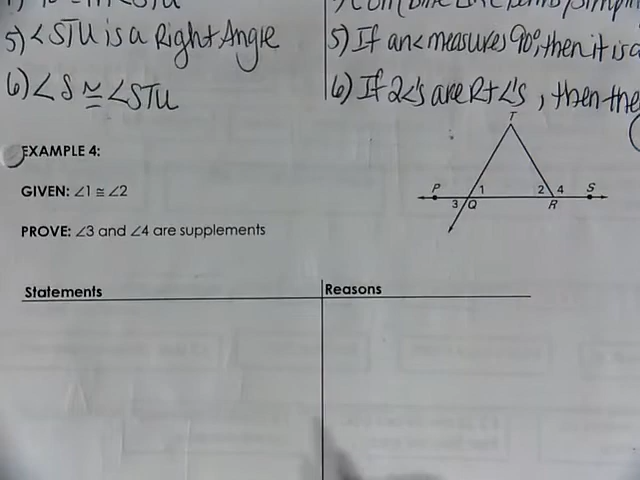 5) ∠STU is a Right Angle
6) ∠S ≅ ∠STU
5) If an ∠ measures 90°, then it is a
6) If 2∠'s are Rt ∠'s, then the
EXAMPLE 4:
GIVEN: ∠1 ≅ ∠2
PROVE: ∠3 and ∠4 are supplements
T
P 1 2 4 S
3 Q R
Statements Reasons